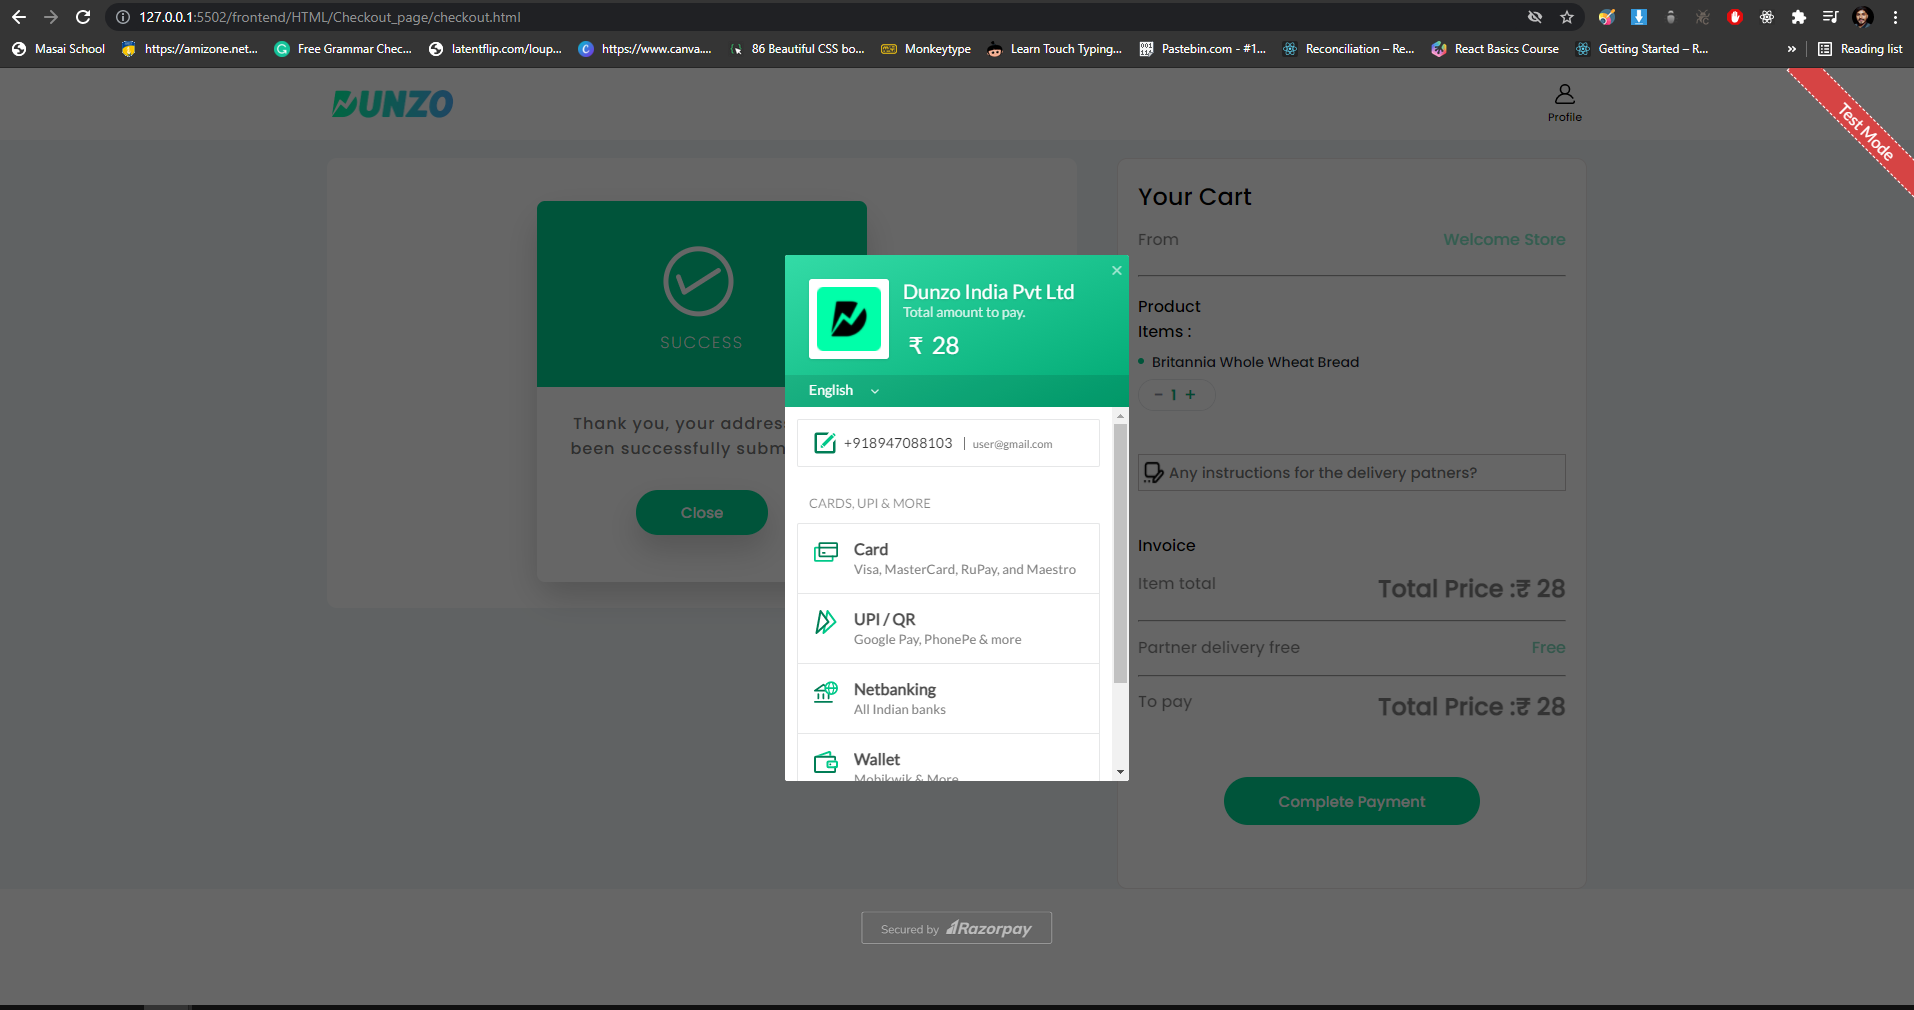 127.0.0.1:5502/frontend/HTML/Checkout_page/checkout.html
Masai School
https://amizone.net...
Free Grammar Chec...
latentflip.com/loup...
https://www.canva....
86 Beautiful CSS bo...
Monkeytype
Learn Touch Typing...
Pastebin.com - #1...
Reconciliation – Re...
React Basics Course
Getting Started – R...
»
Reading list
DUNZO
Profile
Test Mode
SUCCESS
Thank you, your addres
been successfully subm
Close
Dunzo India Pvt Ltd
Total amount to pay.
₹ 28
English
+918947088103 | user@gmail.com
CARDS, UPI & MORE
Card
Visa, MasterCard, RuPay, and Maestro
UPI / QR
Google Pay, PhonePe & more
Netbanking
All Indian banks
Wallet
Mobikwik & More
Your Cart
From
Welcome Store
Product
Items :
Britannia Whole Wheat Bread
− 1 +
Any instructions for the delivery patners?
Invoice
Item total
Total Price :₹ 28
Partner delivery free
Free
To pay
Total Price :₹ 28
Complete Payment
Secured by Razorpay